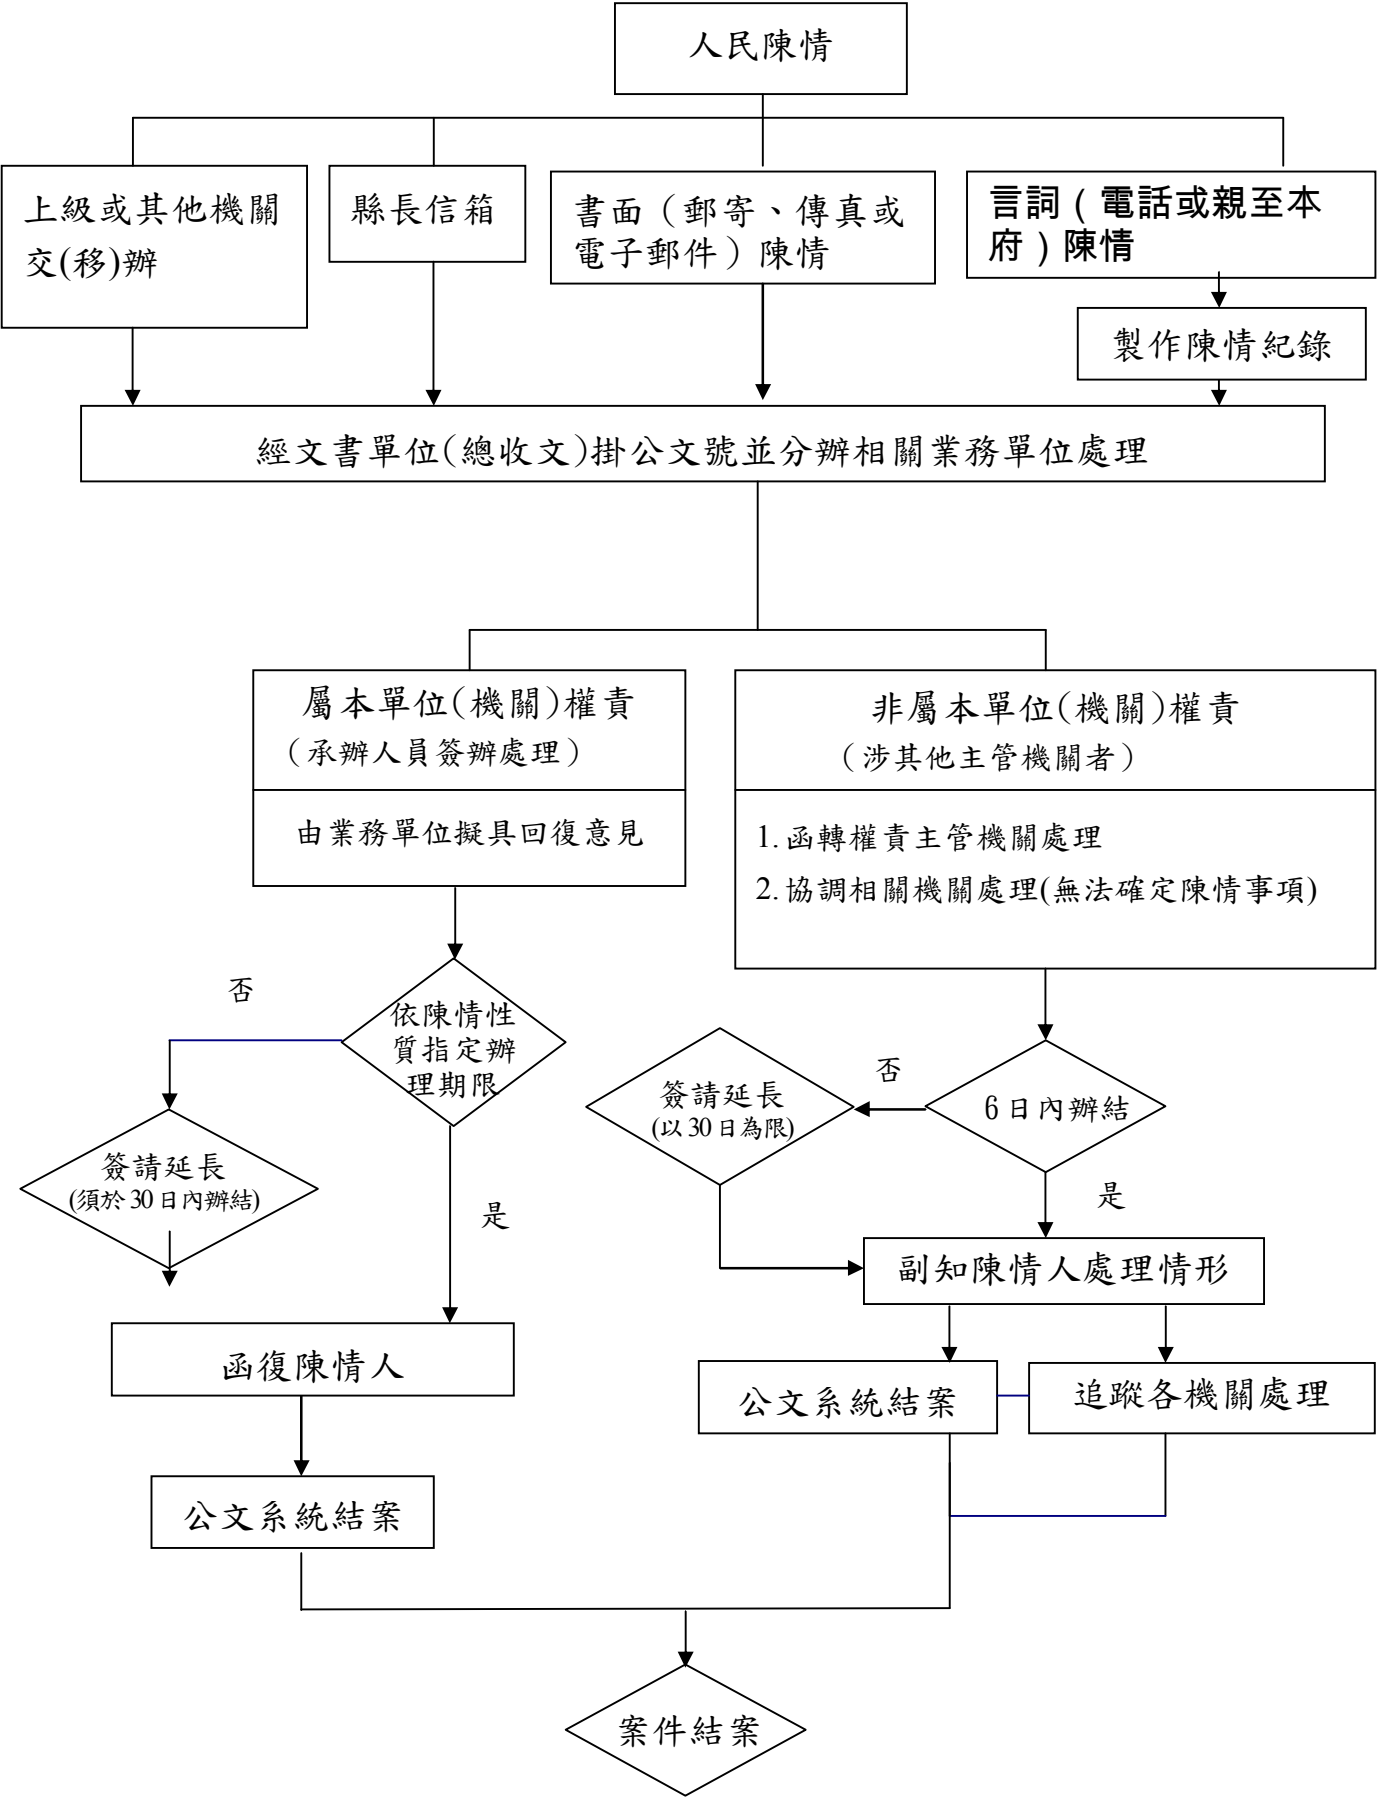 人民陳情
上級或其他機關
交(移)辦
縣長信箱
書面（郵寄、傳真或
電子郵件）陳情
言詞（電話或親至本
府）陳情
製作陳情紀錄
經文書單位(總收文)掛公文號並分辦相關業務單位處理
屬本單位(機關)權責
（承辦人員簽辦處理）
由業務單位擬具回復意見
非屬本單位(機關)權責
（涉其他主管機關者）
1.函轉權責主管機關處理
2.協調相關機關處理(無法確定陳情事項)
否
依陳情性
質指定辦
理期限
簽請延長
(須於30日內辦結)
是
簽請延長
(以30日為限)
否
6日內辦結
是
副知陳情人處理情形
函復陳情人
公文系統結案
追蹤各機關處理
公文系統結案
案件結案